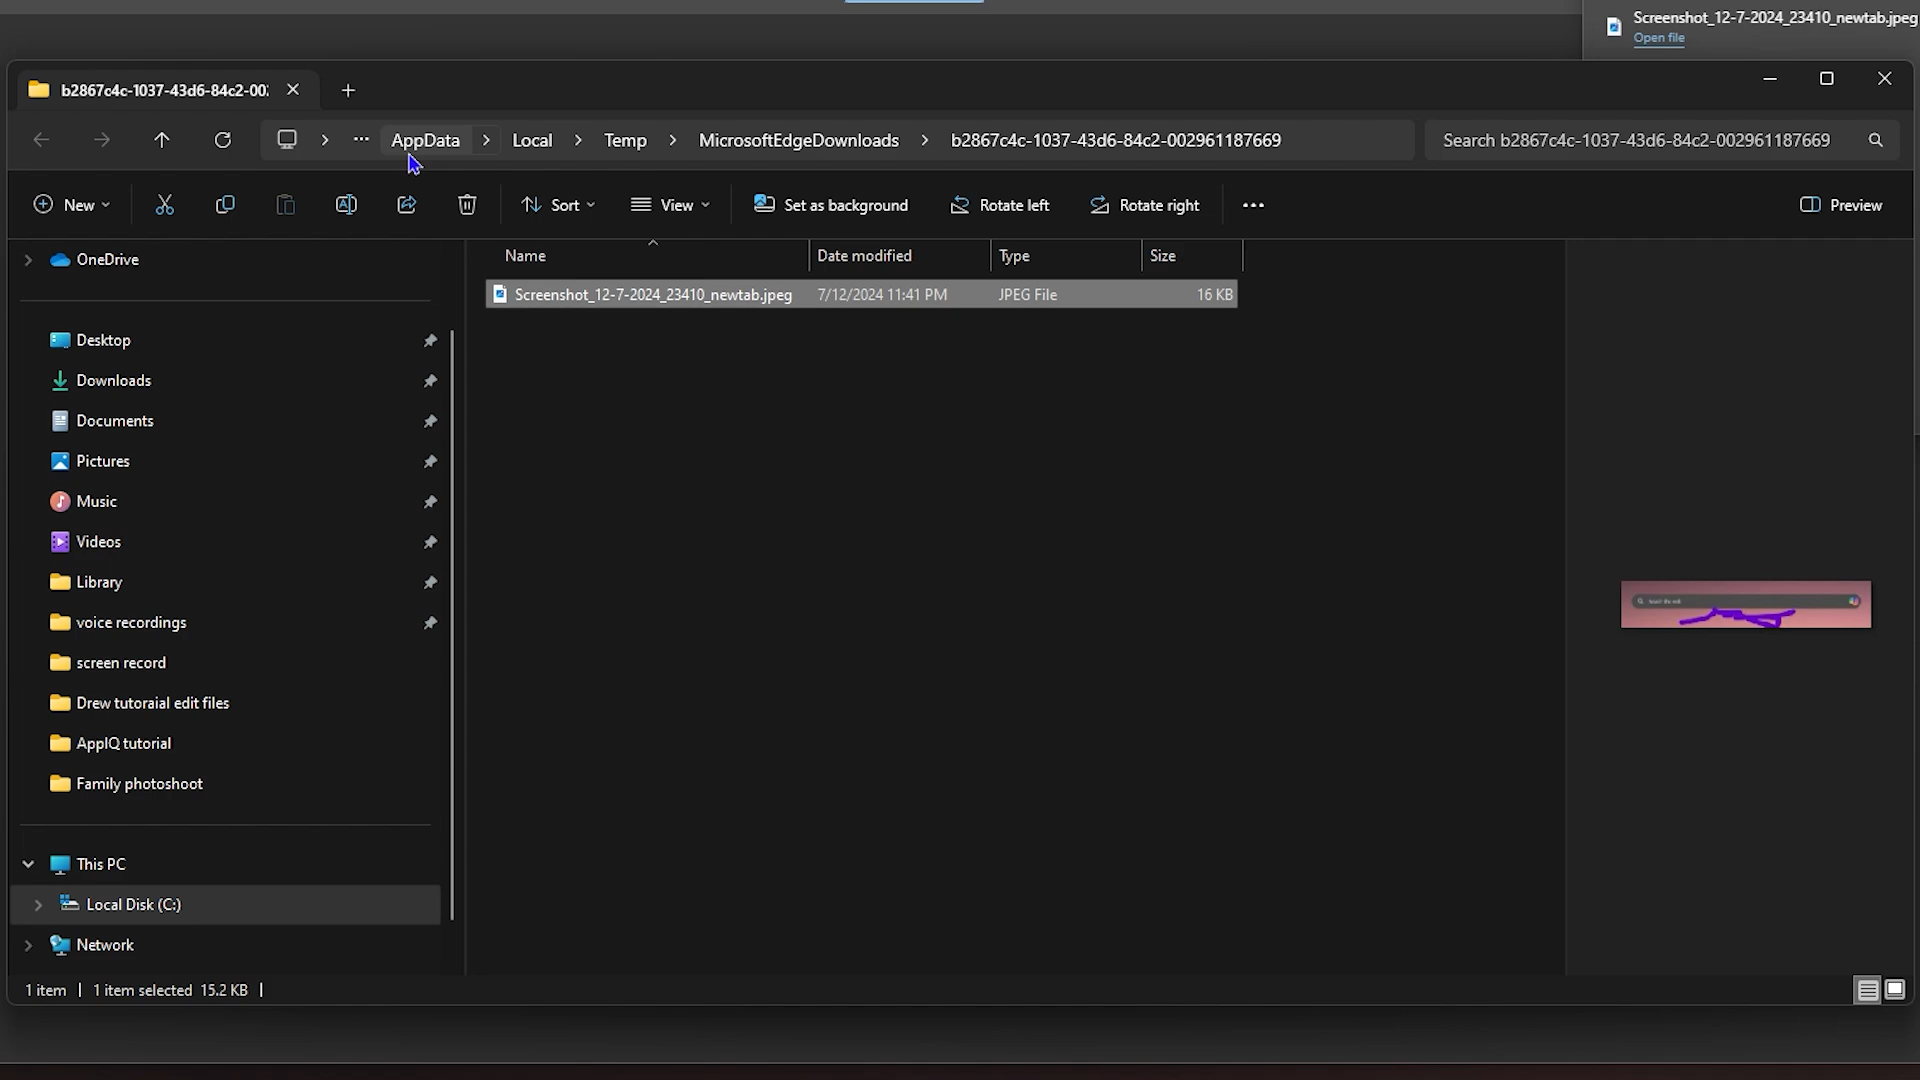 Screenshot_12-7-2024_23410_newtab.jpeg
Open file
b2867c4c-1037-43d6-84c2-00
AppData > Local > Temp > MicrosoftEdgeDownloads > b2867c4c-1037-43d6-84c2-002961187669
Search b2867c4c-1037-43d6-84c2-002961187669
New Sort View Set as background Rotate left Rotate right ... Preview
Name Date modified Type Size
Screenshot_12-7-2024_23410_newtab.jpeg 7/12/2024 11:41 PM JPEG File 16 KB
OneDrive
Desktop
Downloads
Documents
Pictures
Music
Videos
Library
voice recordings
screen record
Drew tutoraial edit files
AppIQ tutorial
Family photoshoot
This PC
Local Disk (C:)
Network
1 item | 1 item selected 15.2 KB |